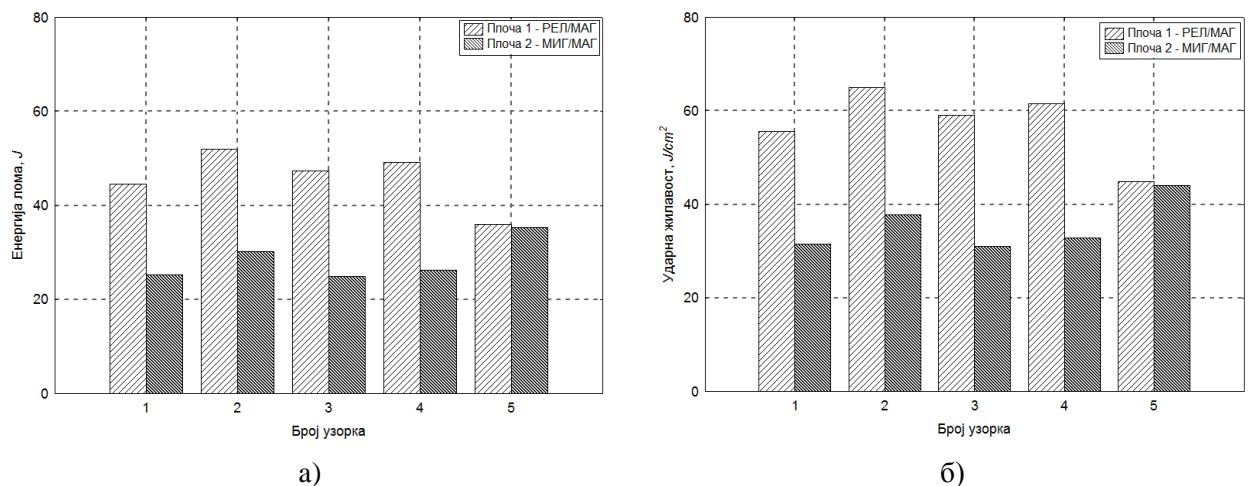 80
60
40
20
0
Енергија лома, J
Плоча 1 - РЕЛ/МАГ
Плоча 2 - МИГ/МАГ
1 2 3 4 5
Број узорка
а)
80
60
40
20
0
Ударна жилавост, J/cm²
Плоча 1 - РЕЛ/МАГ
Плоча 2 - МИГ/МАГ
1 2 3 4 5
Број узорка
б)